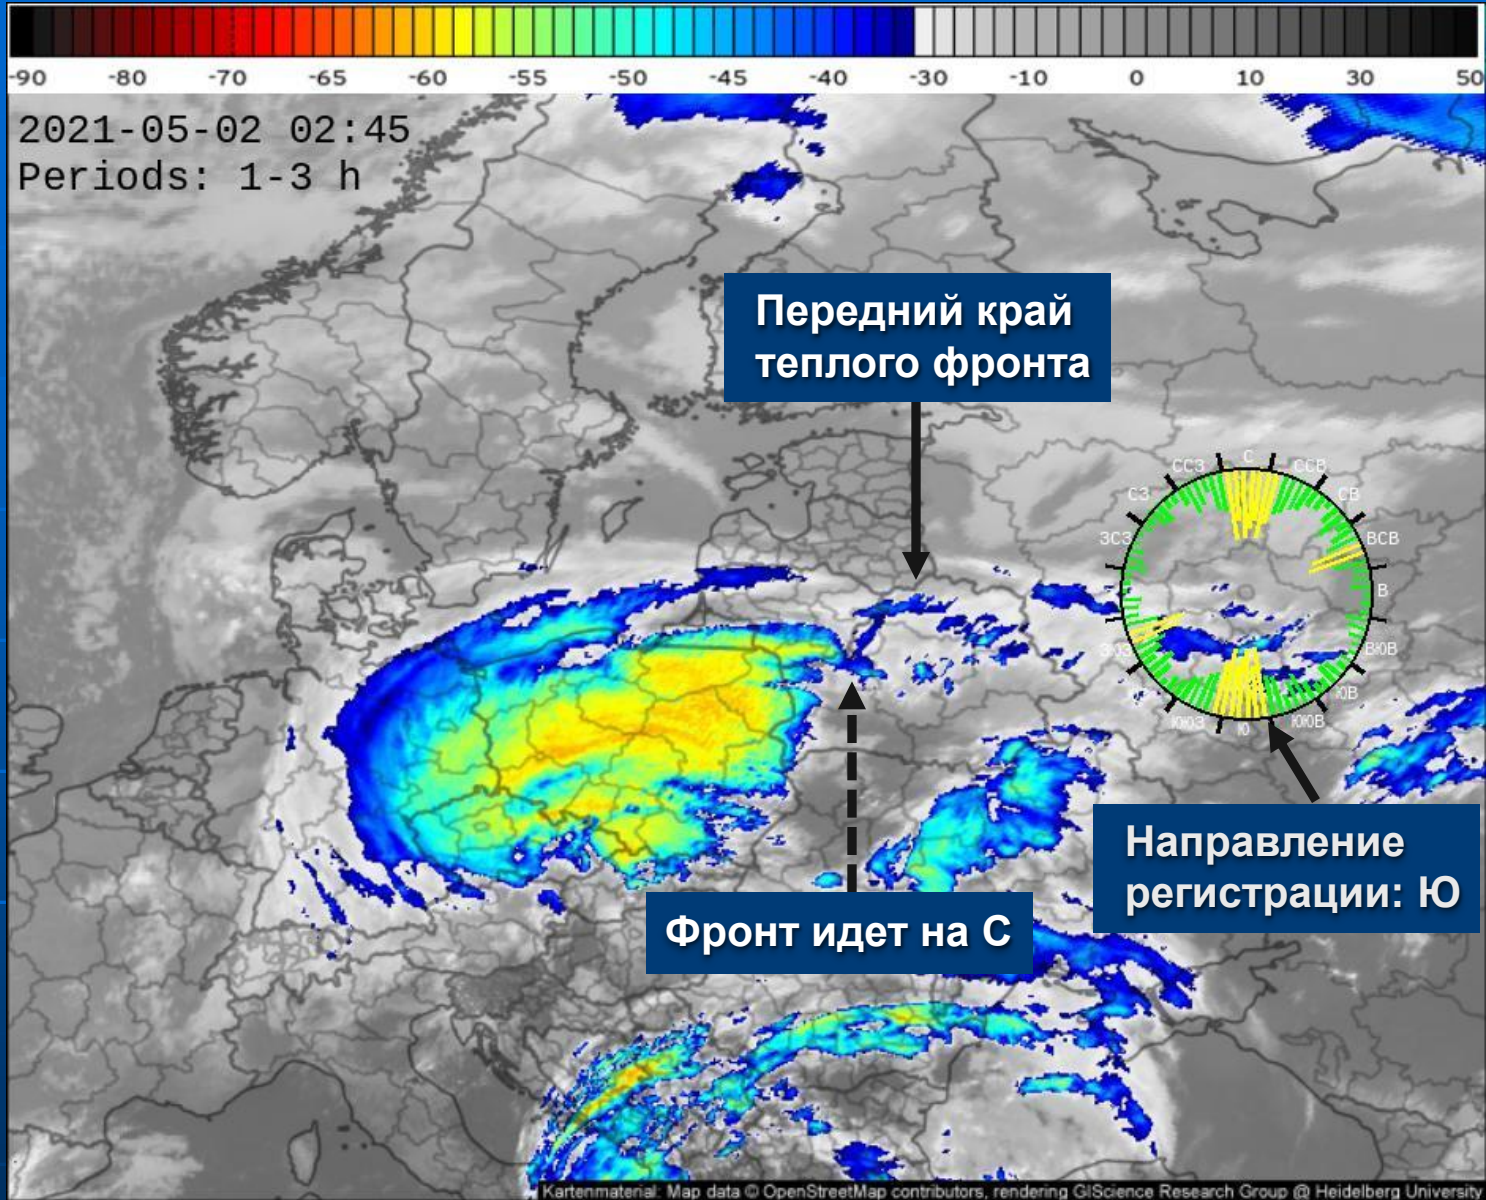 -90 -80 -70 -65 -60 -55 -50 -45 -40 -30 -10 0 10 30 50
2021-05-02 02:45
Periods: 1-3 h
Передний край
теплого фронта
С
ССЗ
ССВ
СЗ
СВ
ЗСЗ
ВСВ
В
ЗЮЗ
ВЮВ
ЮВ
ЮЮЗ
Ю
ЮЮВ
Направление
регистрации: Ю
Фронт идет на С
Kartenmaterial: Map data © OpenStreetMap contributors, rendering GIScience Research Group @ Heidelberg University